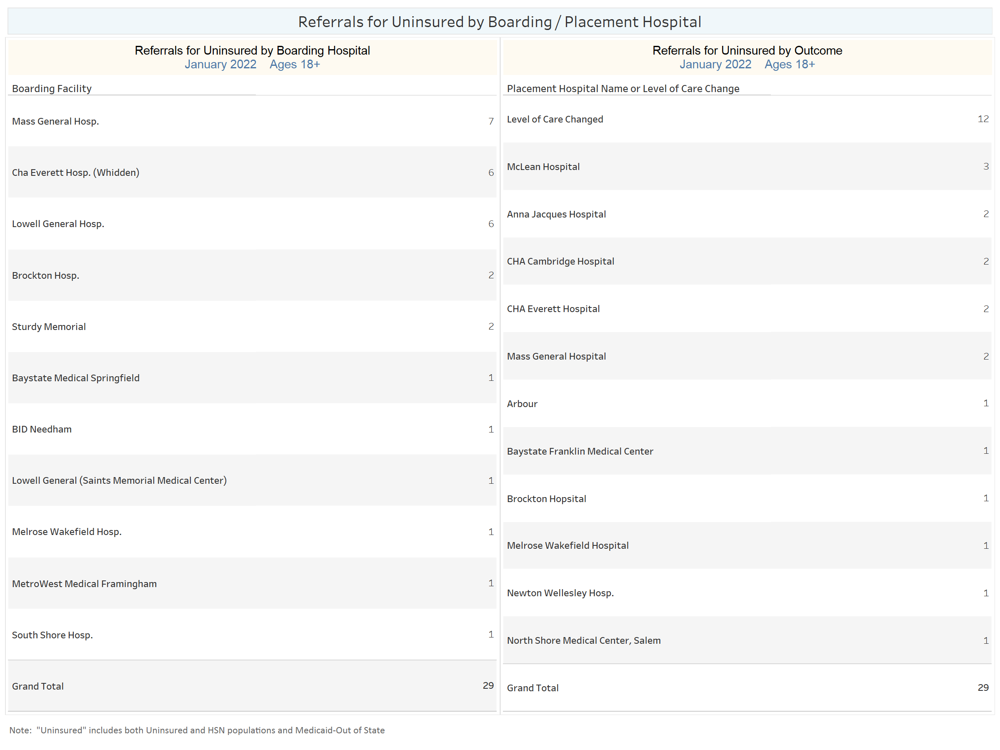 Referrals for Uninsured by Boarding / Placement Hospital
Referrals for Uninsured by Boarding Hospital
January 2022 Ages 18+
Boarding Facility
Mass General Hosp. 7
Cha Everett Hosp. (Whidden) 6
Lowell General Hosp. 6
Brockton Hosp. 2
Sturdy Memorial 2
Baystate Medical Springfield 1
BID Needham 1
Lowell General (Saints Memorial Medical Center) 1
Melrose Wakefield Hosp. 1
MetroWest Medical Framingham 1
South Shore Hosp. 1
Grand Total 29
Referrals for Uninsured by Outcome
January 2022 Ages 18+
Placement Hospital Name or Level of Care Change
Level of Care Changed 12
McLean Hospital 3
Anna Jacques Hospital 2
CHA Cambridge Hospital 2
CHA Everett Hospital 2
Mass General Hospital 2
Arbour 1
Baystate Franklin Medical Center 1
Brockton Hopsital 1
Melrose Wakefield Hospital 1
Newton Wellesley Hosp. 1
North Shore Medical Center, Salem 1
Grand Total 29
Note: "Uninsured" includes both Uninsured and HSN populations and Medicaid-Out of State